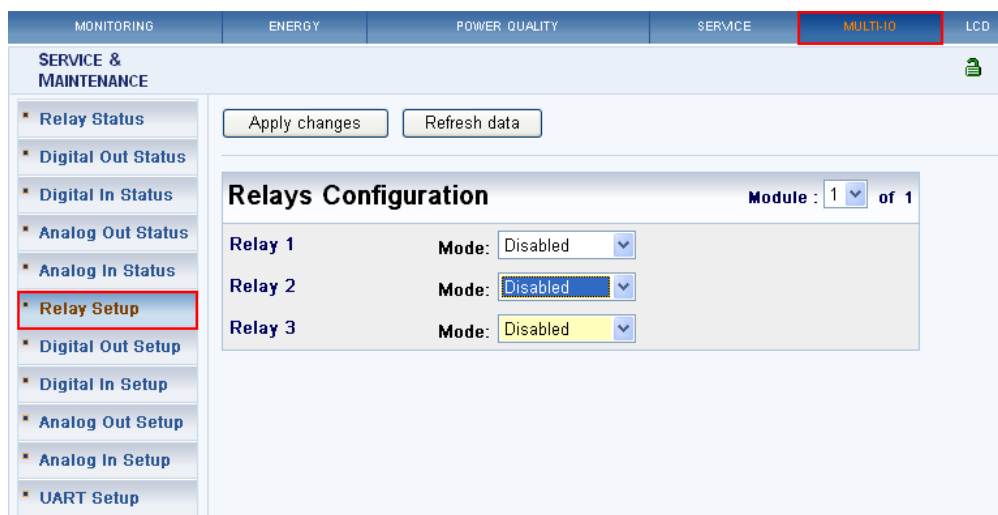 MONITORING ENERGY POWER QUALITY SERVICE MULTI-IO LCD
SERVICE &
MAINTENANCE
Relay Status
Digital Out Status
Digital In Status
Analog Out Status
Analog In Status
Relay Setup
Digital Out Setup
Digital In Setup
Analog Out Setup
Analog In Setup
UART Setup
Apply changes Refresh data
Relays Configuration Module : 1 of 1
Relay 1 Mode: Disabled
Relay 2 Mode: Disabled
Relay 3 Mode: Disabled